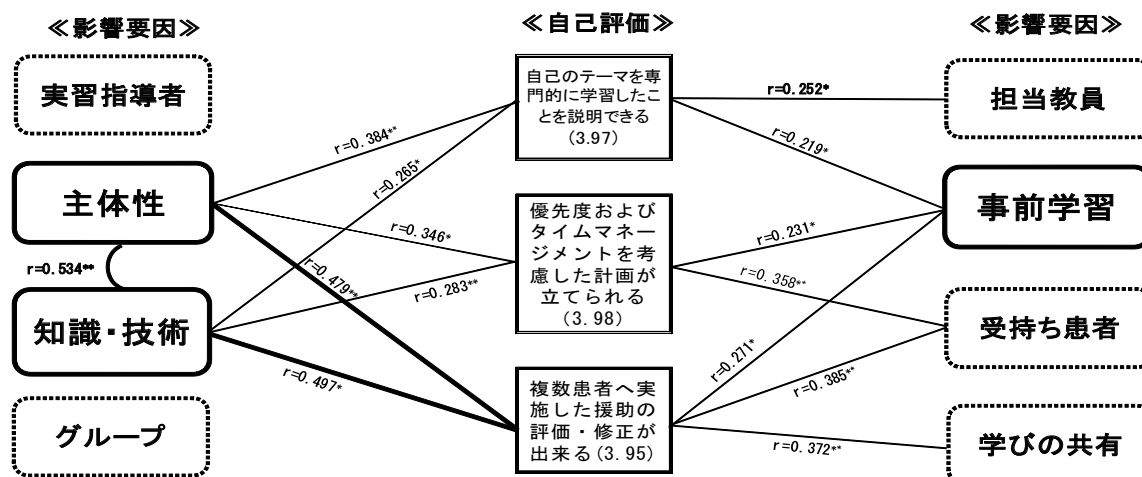 ≪影響要因≫
実習指導者
主体性
r=0.534**
知識・技術
グループ
r=0.384**
r=0.265*
r=0.346*
r=0.479**
r=0.283**
r=0.497*
≪自己評価≫
自己のテーマを専
門的に学習したこ
とを説明できる
(3.97)
優先度および
タイムマネー
ジメントを考
慮した計画が
立てられる
(3.98)
複数患者へ実
施した援助の
評価・修正が
出来る(3.95)
r=0.252*
r=0.219*
r=0.231*
r=0.358**
r=0.271*
r=0.385**
r=0.372**
≪影響要因≫
担当教員
事前学習
受持ち患者
学びの共有